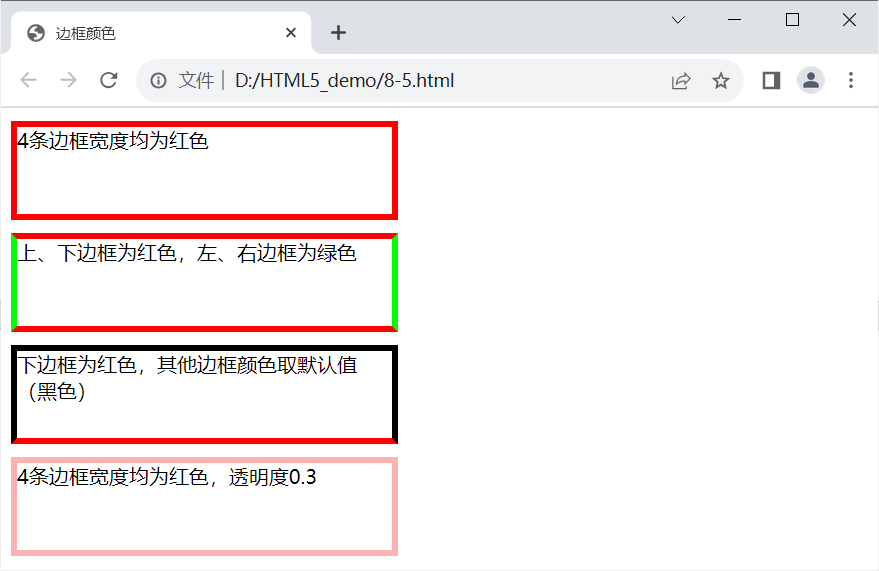 边框颜色
文件 | D:/HTML5_demo/8-5.html
4条边框宽度均为红色
上、下边框为红色，左、右边框为绿色
下边框为红色，其他边框颜色取默认值
（黑色）
4条边框宽度均为红色，透明度0.3